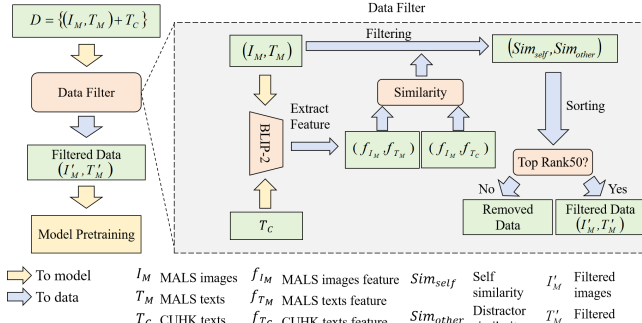 Data Filter
D = {(I_M, T_M) + T_C}
Data Filter
Filtered Data
(I'_M, T'_M)
Model Pretraining
(I_M, T_M)
Filtering
(Sim_self, Sim_other)
BLIP-2
Extract
Feature
Similarity
(f_{I_M}, f_{T_M})
(f_{I_M}, f_{T_C})
T_C
Sorting
Top Rank50?
No
Yes
Removed
Data
Filtered Data
(I'_M, T'_M)
To model
To data
I_M MALS images
T_M MALS texts
T_C CUHK texts
f_{I_M} MALS images feature
f_{T_M} MALS texts feature
f_{T_C} CUHK texts feature
Sim_self Self
similarity
Sim_other Distractor
I'_M Filtered
images
T'_M Filtered